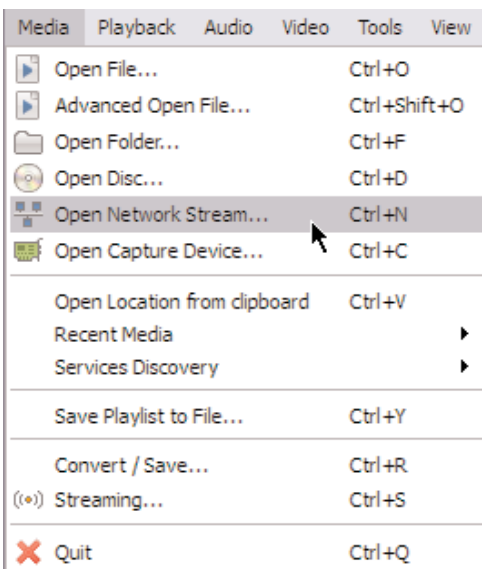 Media Playback Audio Video Tools View
Open File... Ctrl+O
Advanced Open File... Ctrl+Shift+O
Open Folder... Ctrl+F
Open Disc... Ctrl+D
Open Network Stream... Ctrl+N
Open Capture Device... Ctrl+C
Open Location from clipboard Ctrl+V
Recent Media
Services Discovery
Save Playlist to File... Ctrl+Y
Convert / Save... Ctrl+R
Streaming... Ctrl+S
Quit Ctrl+Q